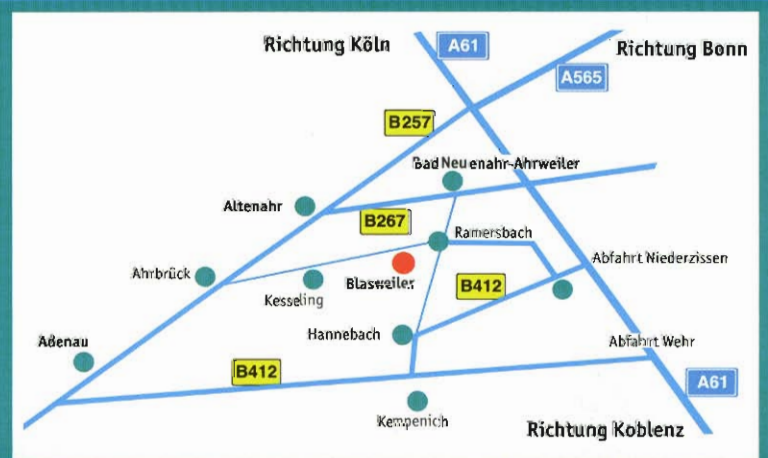 Richtung Köln
A61
Richtung Bonn
A565
B257
Bad Neuenahr-Ahrweiler
Altenahr
B267
Ramersbach
Ahrbrück
Kesseling
Blasweiler
B412
Abfahrt Niederzissen
Hannebach
Adenau
Abfahrt Wehr
B412
A61
Kempenich
Richtung Koblenz